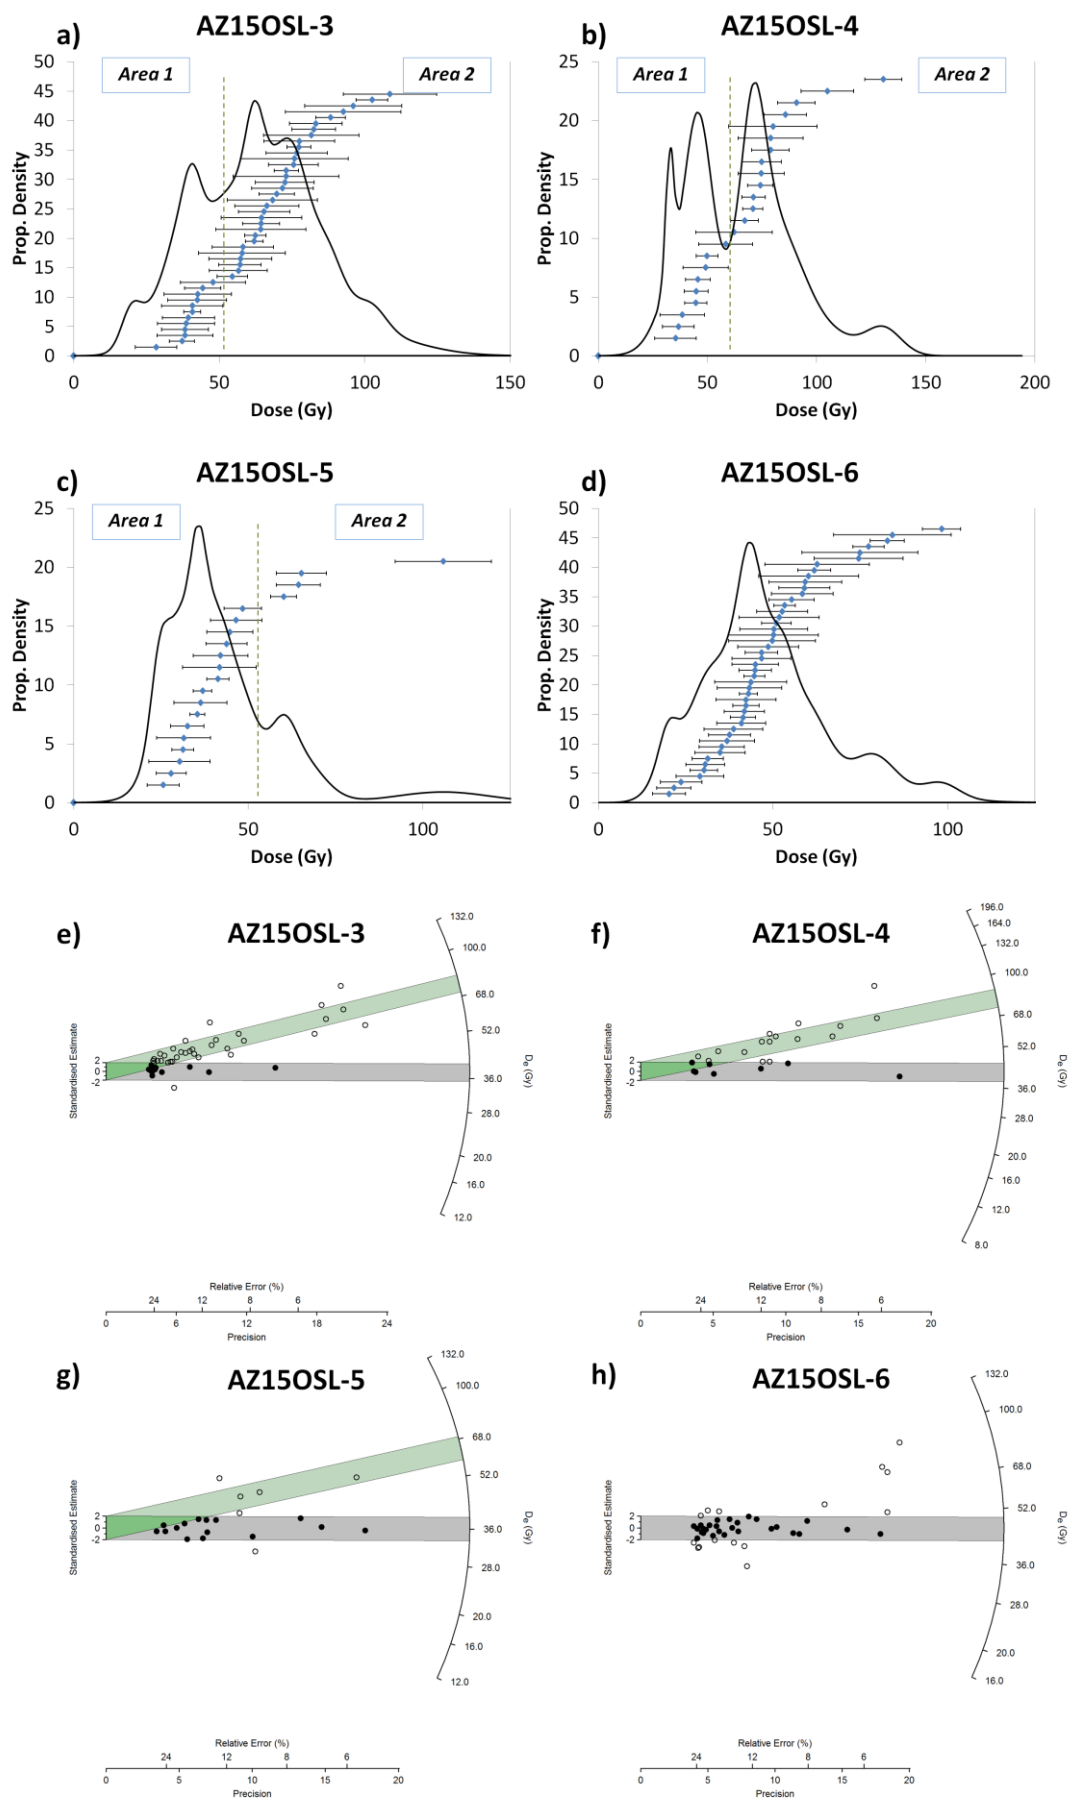 a) AZ15OSL-3
Area 1 Area 2
Prop. Density
50
45
40
35
30
25
20
15
10
5
0
0 50 100 150
Dose (Gy)
b) AZ15OSL-4
Area 1 Area 2
Prop. Density
25
20
15
10
5
0
0 50 100 150 200
Dose (Gy)
c) AZ15OSL-5
Area 1 Area 2
Prop. Density
25
20
15
10
5
0
0 50 100
Dose (Gy)
d) AZ15OSL-6
Prop. Density
50
45
40
35
30
25
20
15
10
5
0
0 50 100
Dose (Gy)
e) AZ15OSL-3
Standardised Estimate
2
0
-2
132.0
100.0
68.0
52.0
36.0
28.0
20.0
16.0
12.0
De (Gy)
Relative Error (%)
24 12 8 6
0 6 12 18 24
Precision
f) AZ15OSL-4
Standardised Estimate
2
0
-2
196.0
164.0
132.0
100.0
68.0
52.0
36.0
28.0
20.0
16.0
12.0
8.0
De (Gy)
Relative Error (%)
24 12 8 6
0 5 10 15 20
Precision
g) AZ15OSL-5
Standardised Estimate
2
0
-2
132.0
100.0
68.0
52.0
36.0
28.0
20.0
16.0
12.0
De (Gy)
Relative Error (%)
24 12 8 6
0 5 10 15 20
Precision
h) AZ15OSL-6
Standardised Estimate
2
0
-2
132.0
100.0
68.0
52.0
36.0
28.0
20.0
16.0
De (Gy)
Relative Error (%)
24 12 8 6
0 5 10 15 20
Precision